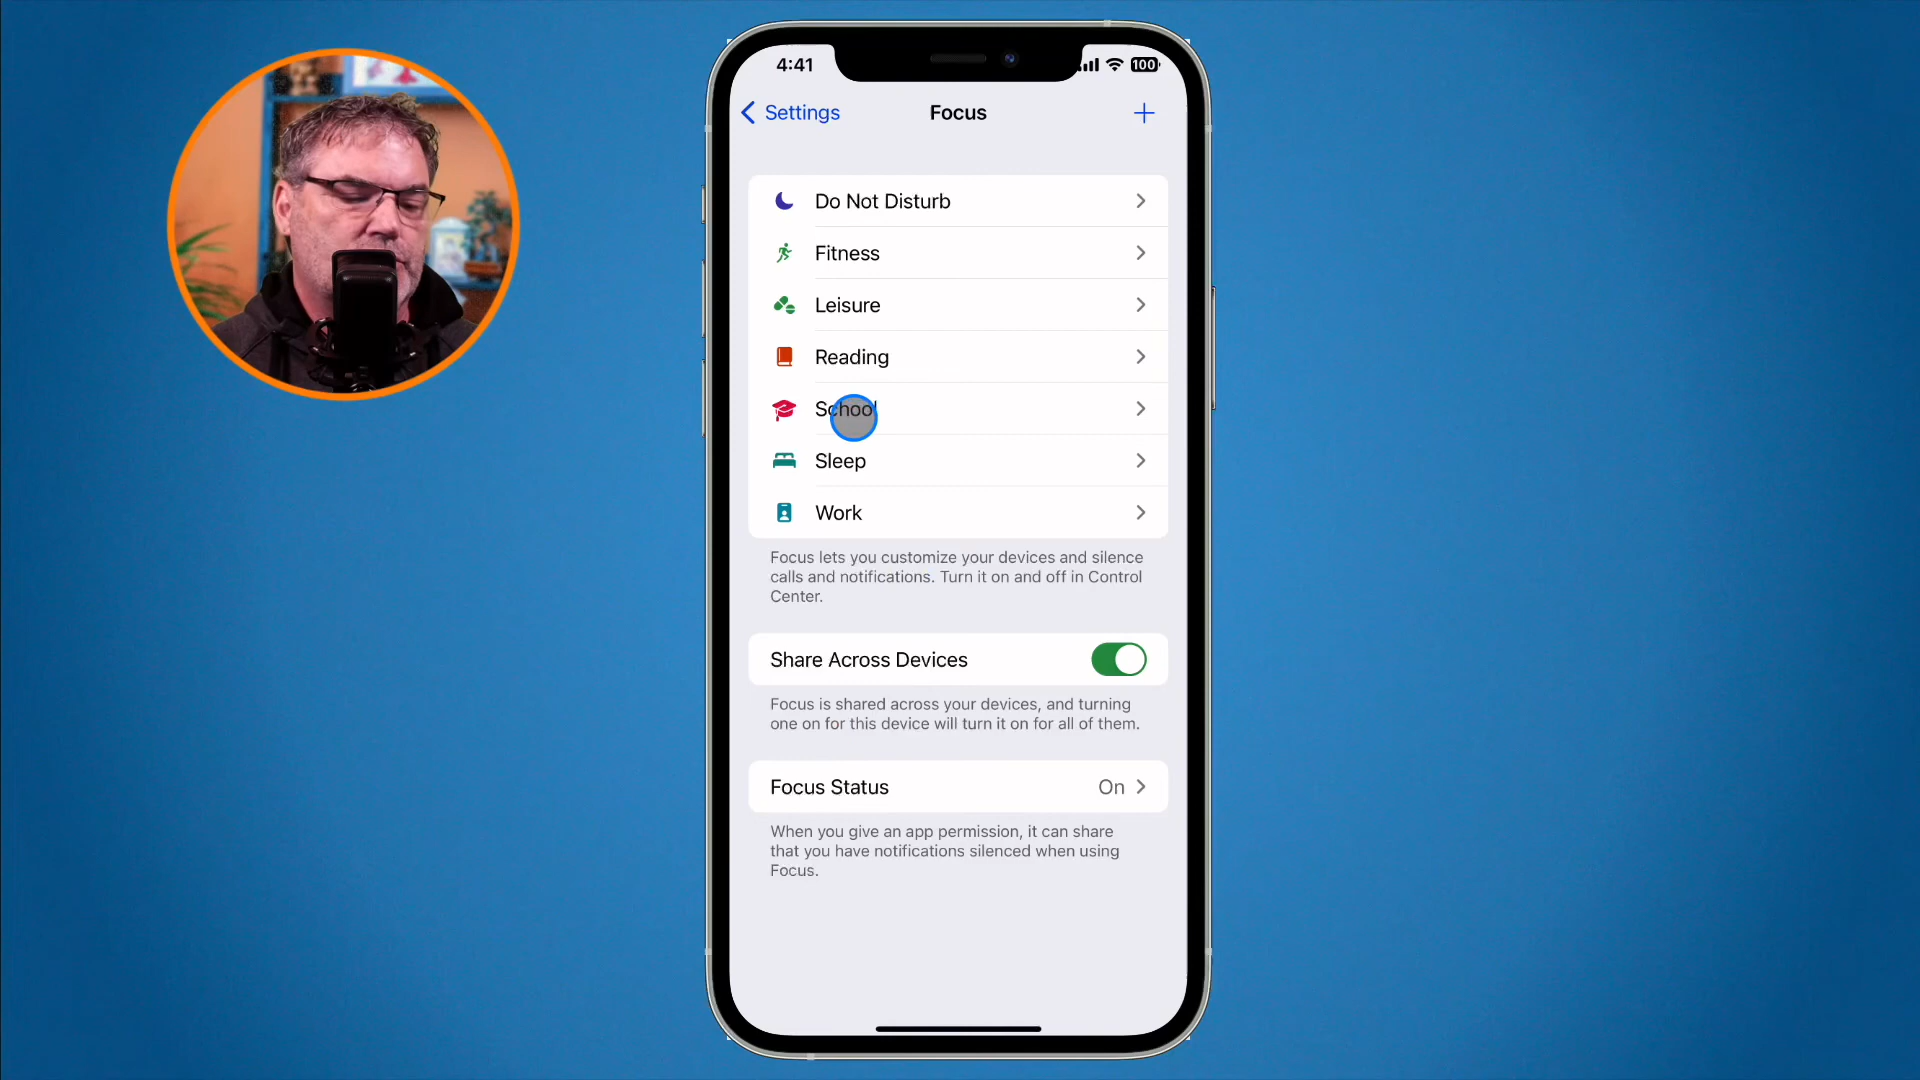 4:41
100
Settings
Focus
Do Not Disturb
Fitness
Leisure
Reading
School
Sleep
Work
Focus lets you customize your devices and silence
calls and notifications. Turn it on and off in Control
Center.
Share Across Devices
Focus is shared across your devices, and turning
one on for this device will turn it on for all of them.
Focus Status
On
When you give an app permission, it can share
that you have notifications silenced when using
Focus.